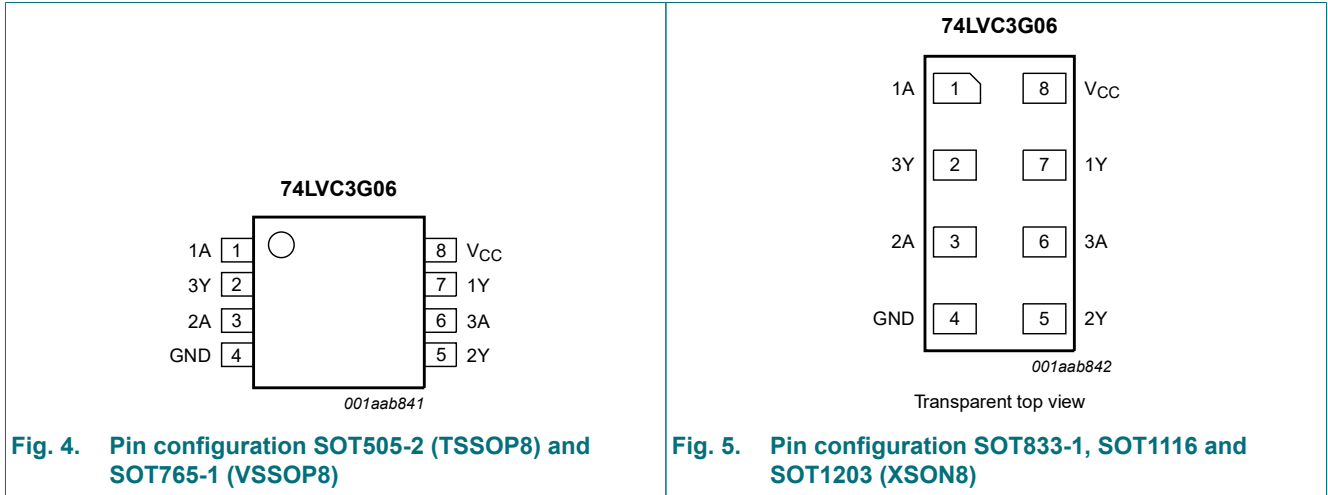 74LVC3G06
1A 1 8 VCC
3Y 2 7 1Y
2A 3 6 3A
GND 4 5 2Y
001aab841
Fig. 4. Pin configuration SOT505-2 (TSSOP8) and
SOT765-1 (VSSOP8)
74LVC3G06
1A 1 8 VCC
3Y 2 7 1Y
2A 3 6 3A
GND 4 5 2Y
001aab842
Transparent top view
Fig. 5. Pin configuration SOT833-1, SOT1116 and
SOT1203 (XSON8)